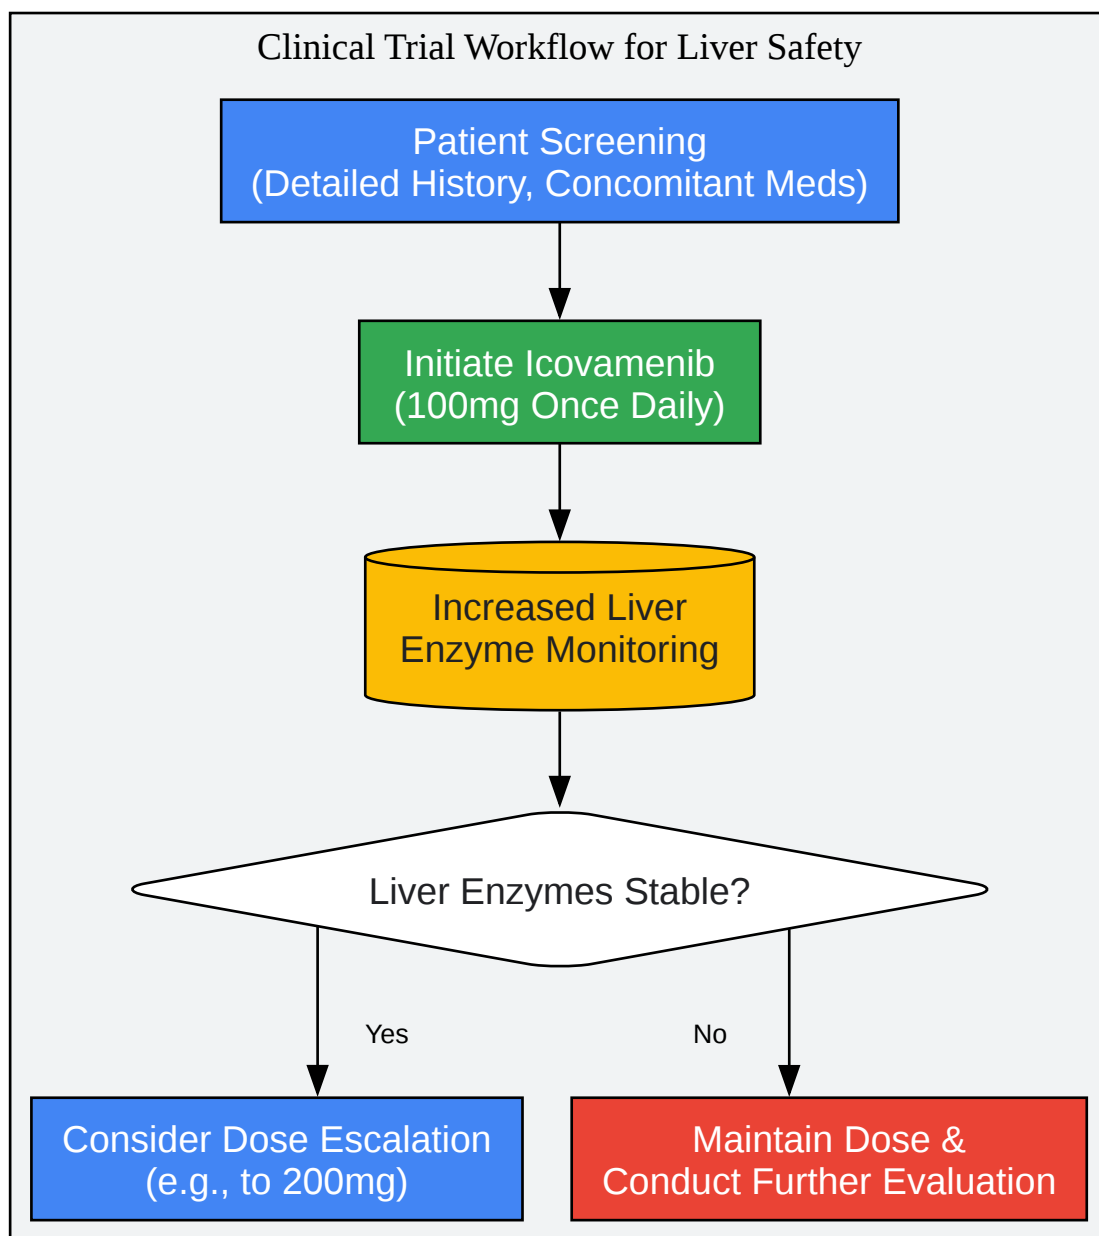 Clinical Trial Workflow for Liver Safety
Patient Screening
(Detailed History, Concomitant Meds)
Initiate Icovamenib
(100mg Once Daily)
Increased Liver
Enzyme Monitoring
Liver Enzymes Stable?
Yes
No
Consider Dose Escalation
(e.g., to 200mg)
Maintain Dose &
Conduct Further Evaluation